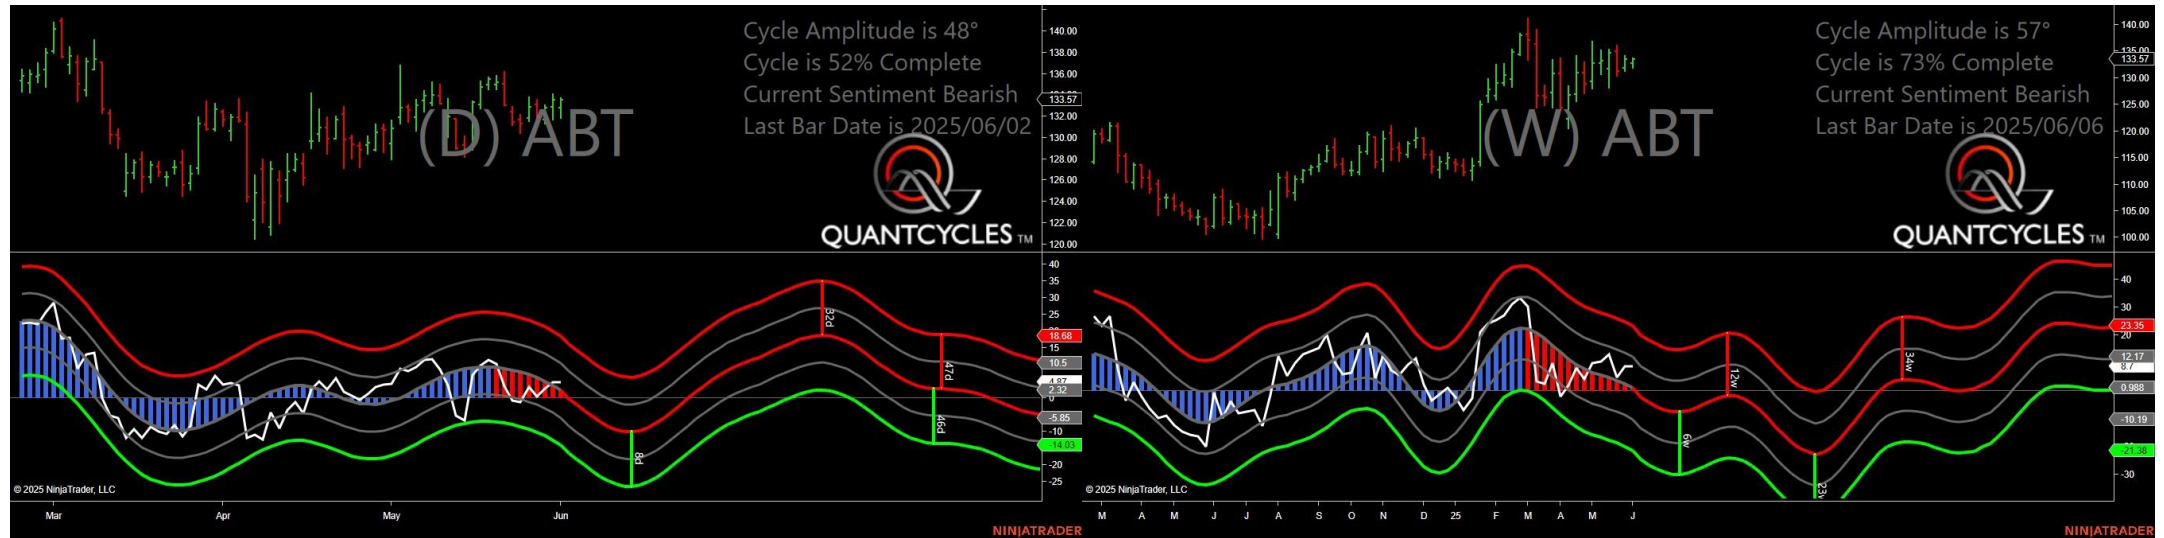 Cycle Amplitude is 48°
Cycle is 52% Complete
Current Sentiment Bearish
Last Bar Date is 2025/06/02
(D) ABT
QUANTCYCLES TM
140.00
138.00
136.00
133.57
132.00
130.00
128.00
126.00
124.00
122.00
120.00
40
35
30
25
18.68
15
10.5
4.87
2.32
0
-5.85
-10
-14.03
-20
-25
32d
47d
46d
8d
© 2025 NinjaTrader, LLC
Mar Apr May Jun
NINJATRADER
Cycle Amplitude is 57°
Cycle is 73% Complete
Current Sentiment Bearish
Last Bar Date is 2025/06/06
(W) ABT
QUANTCYCLES TM
140.00
135.00
133.57
130.00
125.00
120.00
115.00
110.00
105.00
100.00
40
30
23.35
12.17
8.7
0.988
-10.19
-21.38
-30
12w
34w
6w
© 2025 NinjaTrader, LLC
M A M J J A S O N D 25 F M A M J
NINJATRADER